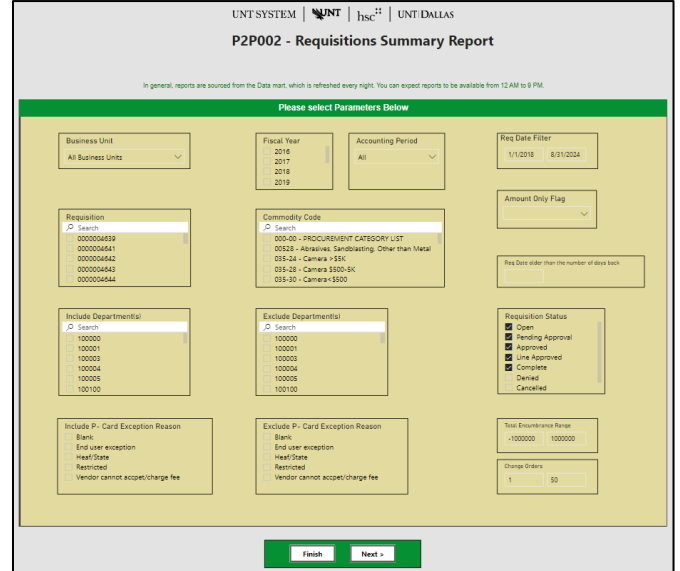 UNT SYSTEM | UNT | hsc | UNT DALLAS
P2P002 - Requisitions Summary Report
In general, reports are sourced from the Data mart, which is refreshed every night. You can expect reports to be available from 12 AM to 9 PM.
Please select Parameters Below
Business Unit
All Business Units
Fiscal Year
2016
2017
2018
2019
Accounting Period
All
Req Date Filter
1/1/2018 8/31/2024
Amount Only Flag
Requisition
Search
0000004639
0000004641
0000004642
0000004643
0000004644
Commodity Code
Search
000-00 - PROCUREMENT CATEGORY LIST
00528 - Abrasives, Sandblasting, Other than Metal
035-24 - Camera >$5K
035-28 - Camera $500-5K
035-30 - Camera<$500
Req Date older than the number of days back
Include Department(s)
Search
100000
100001
100003
100004
100005
100100
Exclude Department(s)
Search
100000
100001
100003
100004
100005
100100
Requisition Status
Open
Pending Approval
Approved
Line Approved
Complete
Denied
Cancelled
Include P- Card Exception Reason
Blank
End user exception
Heaf/State
Restricted
Vendor cannot accpet/charge fee
Exclude P- Card Exception Reason
Blank
End user exception
Heaf/State
Restricted
Vendor cannot accpet/charge fee
Total Encumbrance Range
-1000000 1000000
Change Orders
1 50
Finish Next >